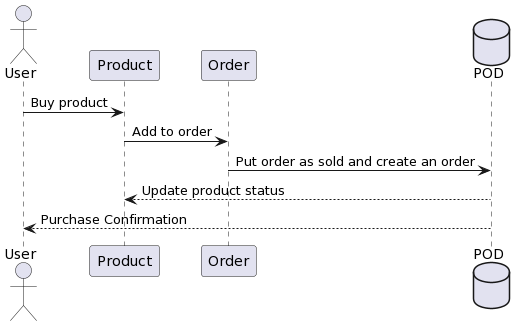 User
Product
Order
POD
Buy product
Add to order
Put order as sold and create an order
Update product status
Purchase Confirmation
User
Product
Order
POD